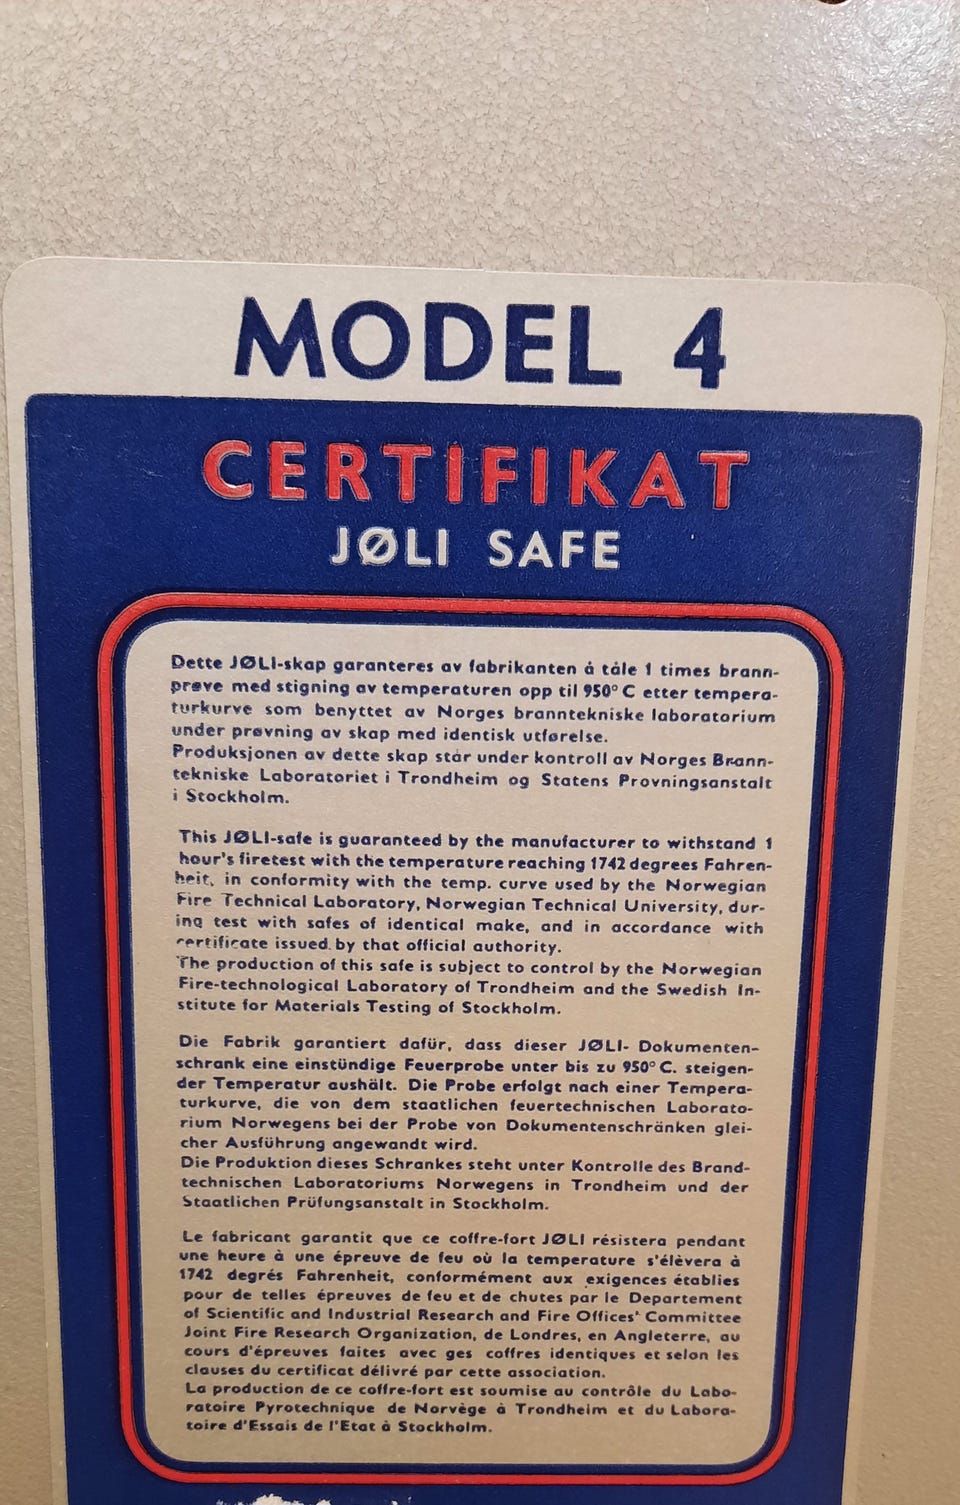 MODEL 4
CERTIFIKAT
JØLI SAFE
Dette JØLI-skap garanteres av fabrikanten å tåle 1 times brann-
prøve med stigning av temperaturen opp til 950° C etter tempera-
turkurve som benyttet av Norges branntekniske laboratorium
under prøvning av skap med identisk utførelse.
Produksjonen av dette skap står under kontroll av Norges Brann-
tekniske Laboratoriet i Trondheim og Statens Provningsanstalt
i Stockholm.
This JØLI-safe is guaranteed by the manufacturer to withstand 1
hour's firetest with the temperature reaching 1742 degrees Fahren-
heit, in conformity with the temp. curve used by the Norwegian
Fire Technical Laboratory, Norwegian Technical University, dur-
ing test with safes of identical make, and in accordance with
certificate issued by that official authority.
The production of this safe is subject to control by the Norwegian
Fire-technological Laboratory of Trondheim and the Swedish In-
stitute for Materials Testing of Stockholm.
Die Fabrik garantiert dafür, dass dieser JØLI- Dokumenten-
schrank eine einstündige Feuerprobe unter bis zu 950° C. steigen-
der Temperatur aushält. Die Probe erfolgt nach einer Tempera-
turkurve, die von dem staatlichen feuertechnischen Laborato-
rium Norwegens bei der Probe von Dokumentenschränken glei-
cher Ausführung angewandt wird.
Die Produktion dieses Schrankes steht unter Kontrolle des Brand-
technischen Laboratoriums Norwegens in Trondheim und der
Staatlichen Prüfungsanstalt in Stockholm.
Le fabricant garantit que ce coffre-fort JØLI résistera pendant
une heure à une épreuve de feu où la temperature s'élèvera à
1742 degrés Fahrenheit, conformément aux exigences établies
pour de telles épreuves de feu et de chutes par le Departement
of Scientific and Industrial Research and Fire Offices' Committee
Joint Fire Research Organization, de Londres, en Angleterre, au
cours d'épreuves faites avec ges coffres identiques et selon les
clauses du certificat délivré par cette association.
La production de ce coffre-fort est soumise au contrôle du Labo-
ratoire Pyrotechnique de Norvège à Trondheim et du Labora-
toire d'Essais de l'Etat à Stockholm.